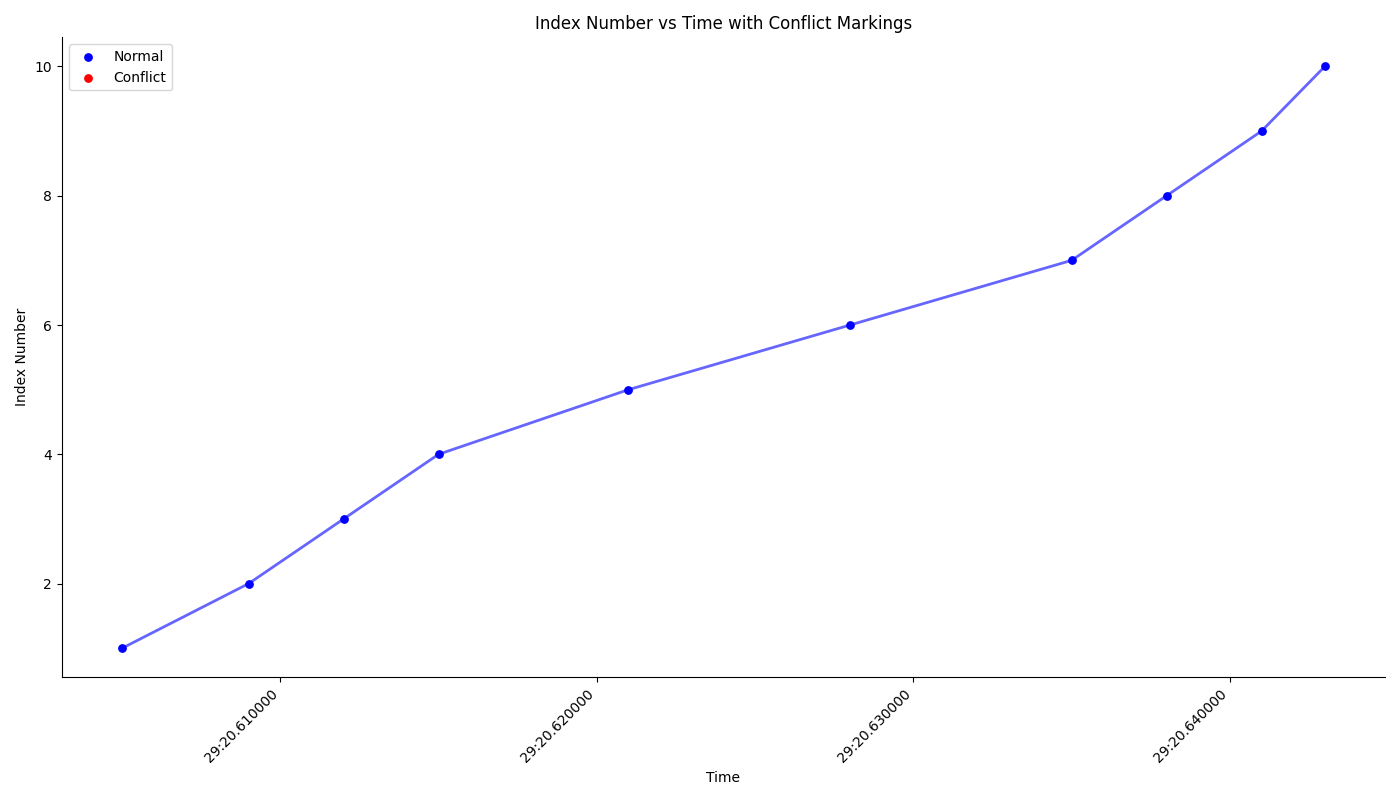 Index Number vs Time with Conflict Markings
Normal
Conflict
Index Number
10
8
6
4
2
29:20.610000
29:20.620000
29:20.630000
29:20.640000
Time